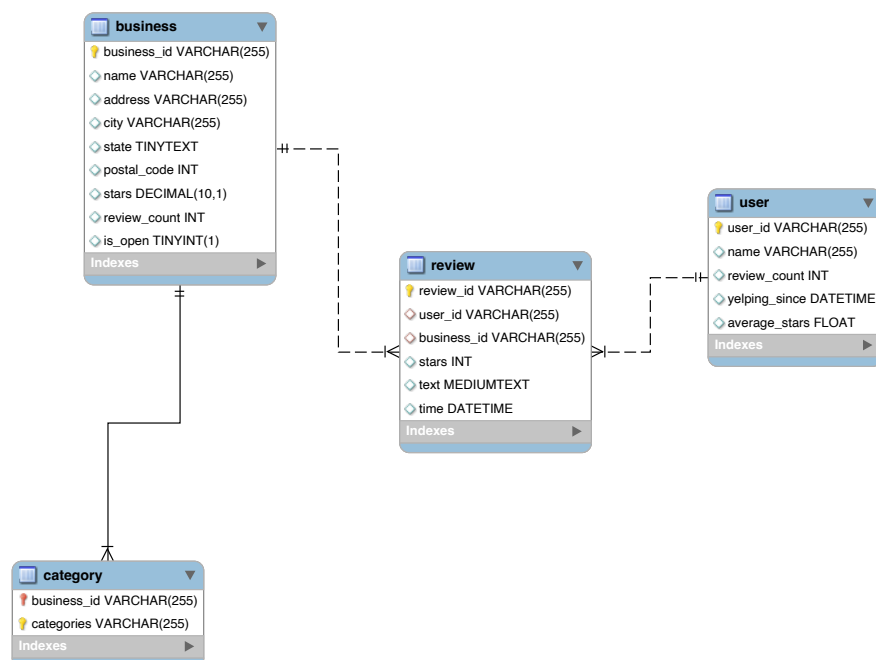 business
business_id VARCHAR(255)
name VARCHAR(255)
address VARCHAR(255)
city VARCHAR(255)
state TINYTEXT
postal_code INT
stars DECIMAL(10,1)
review_count INT
is_open TINYINT(1)
Indexes
review
review_id VARCHAR(255)
user_id VARCHAR(255)
business_id VARCHAR(255)
stars INT
text MEDIUMTEXT
time DATETIME
Indexes
user
user_id VARCHAR(255)
name VARCHAR(255)
review_count INT
yelping_since DATETIME
average_stars FLOAT
Indexes
category
business_id VARCHAR(255)
categories VARCHAR(255)
Indexes